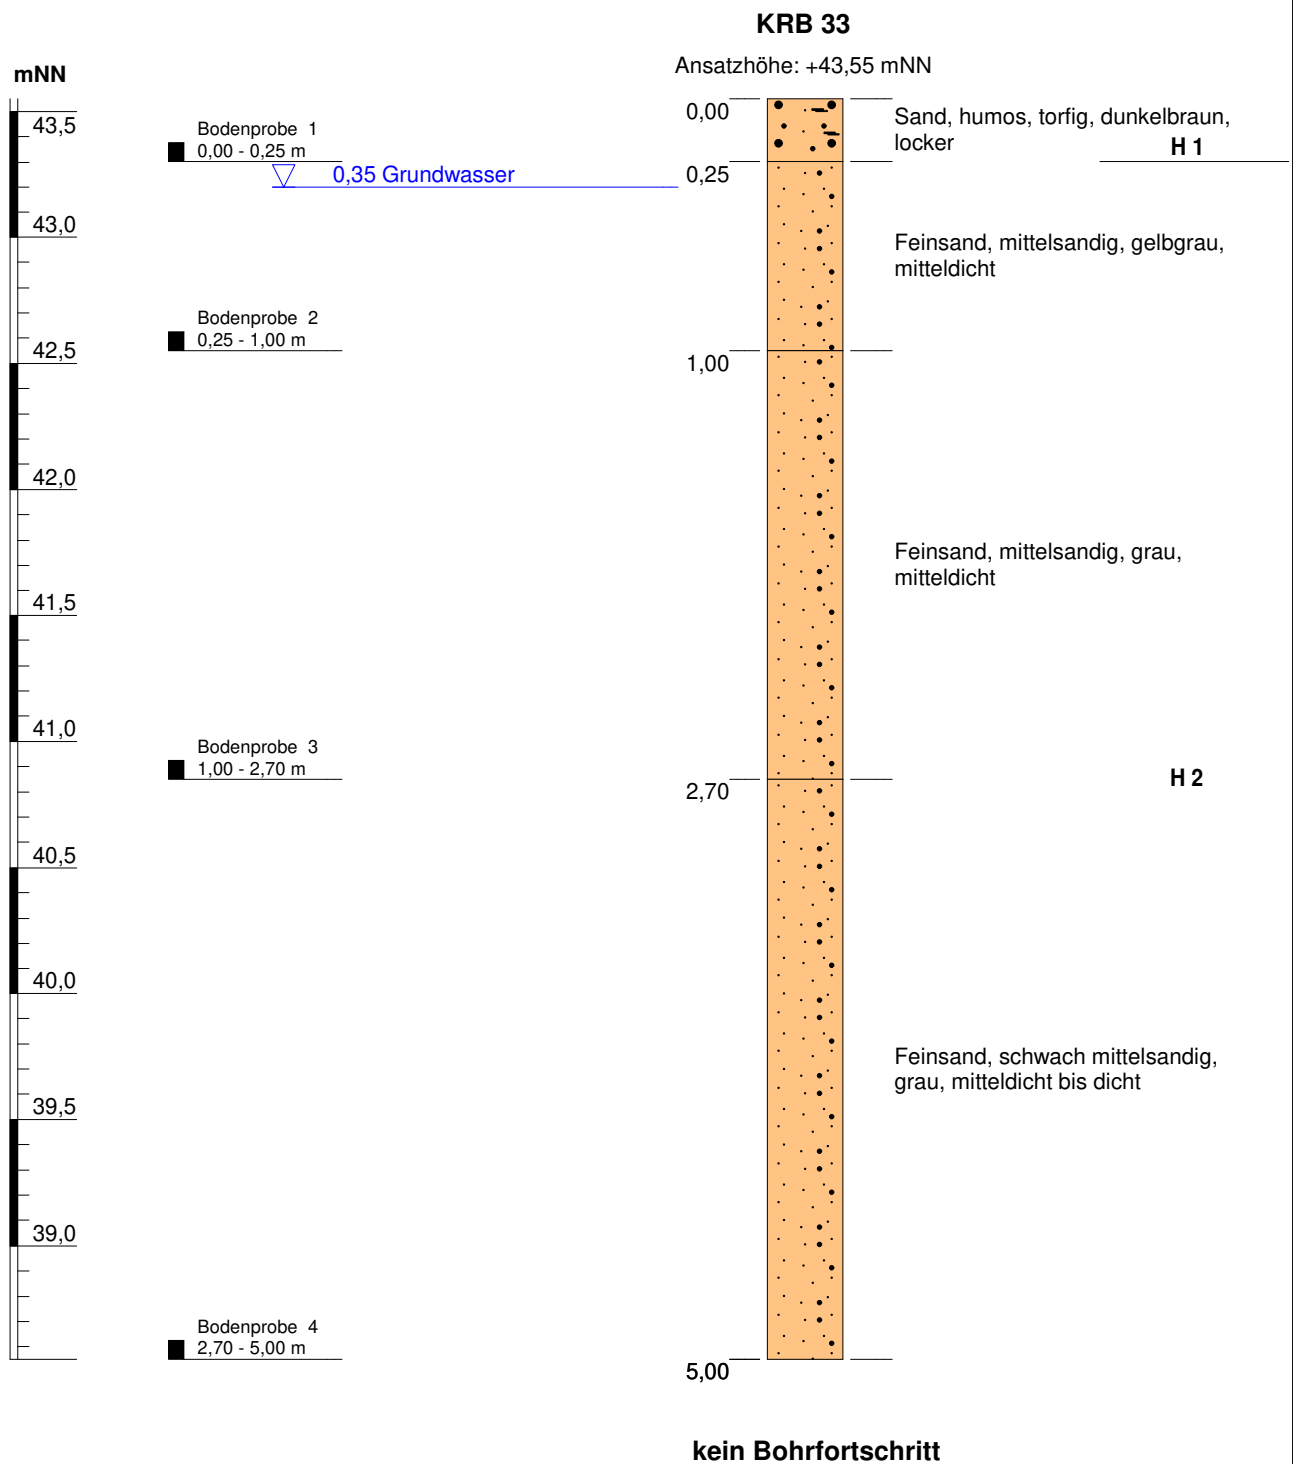 KRB 33
Ansatzhöhe: +43,55 mNN
mNN
43,5
43,0
42,5
42,0
41,5
41,0
40,5
40,0
39,5
39,0
Bodenprobe 1
0,00 - 0,25 m
0,35 Grundwasser
Bodenprobe 2
0,25 - 1,00 m
Bodenprobe 3
1,00 - 2,70 m
Bodenprobe 4
2,70 - 5,00 m
0,00
0,25
1,00
2,70
5,00
Sand, humos, torfig, dunkelbraun,
locker
H 1
Feinsand, mittelsandig, gelbgrau,
mitteldicht
Feinsand, mittelsandig, grau,
mitteldicht
H 2
Feinsand, schwach mittelsandig,
grau, mitteldicht bis dicht
kein Bohrfortschritt